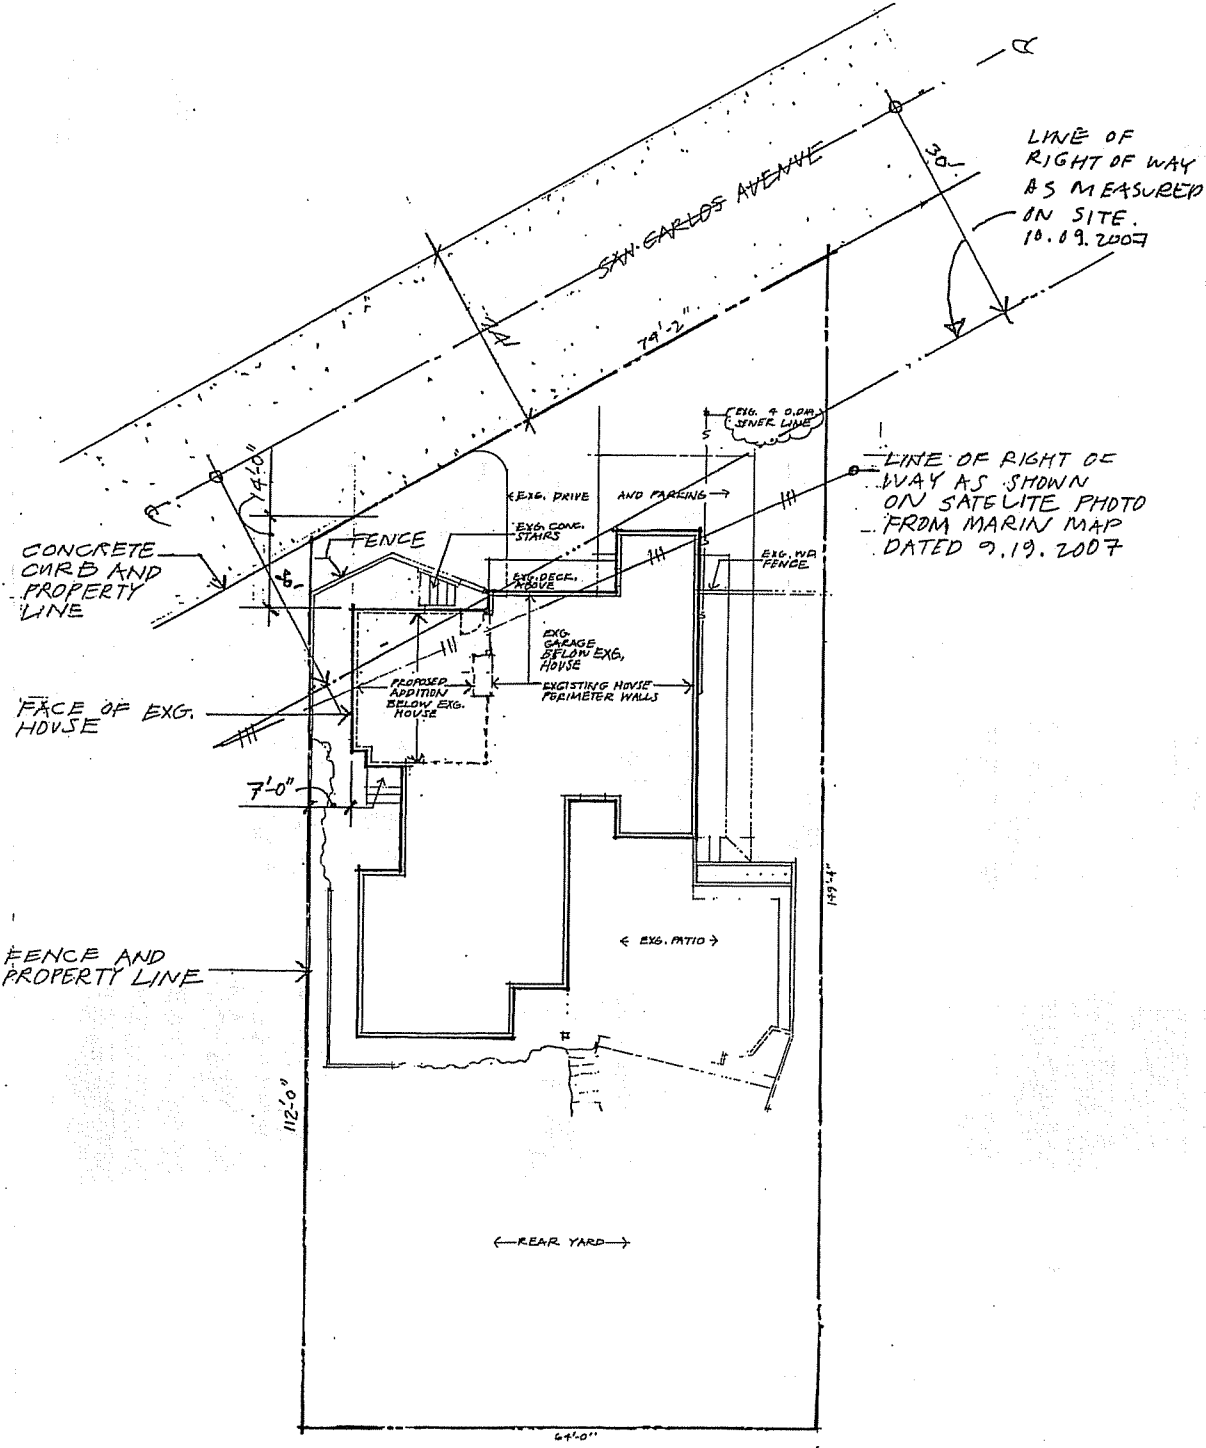 LINE OF
RIGHT OF WAY
AS MEASURED
ON SITE.
10.09.2007
30'
SAN CARLOS AVENUE
74'-2"
EXG. 4 O.DIA.
SEWER LINE
LINE OF RIGHT OF
WAY AS SHOWN
ON SATELITE PHOTO
FROM MARIN MAP
DATED 9.19.2007
14'-0"
CONCRETE
CURB AND
PROPERTY
LINE
FENCE
EXG. DRIVE AND PARKING
EXG. CONC.
STAIRS
EXG. DECK
ABOVE
EXG. WD.
FENCE
EXG.
GARAGE
BELOW EXG.
HOUSE
PROPOSED
ADDITION
BELOW EXG.
HOUSE
EXGISTING HOUSE
PERIMETER WALLS
FACE OF EXG.
HOUSE
7'-0"
149'-4"
EXG. PATIO
FENCE AND
PROPERTY LINE
112'-0"
REAR YARD
64'-0"